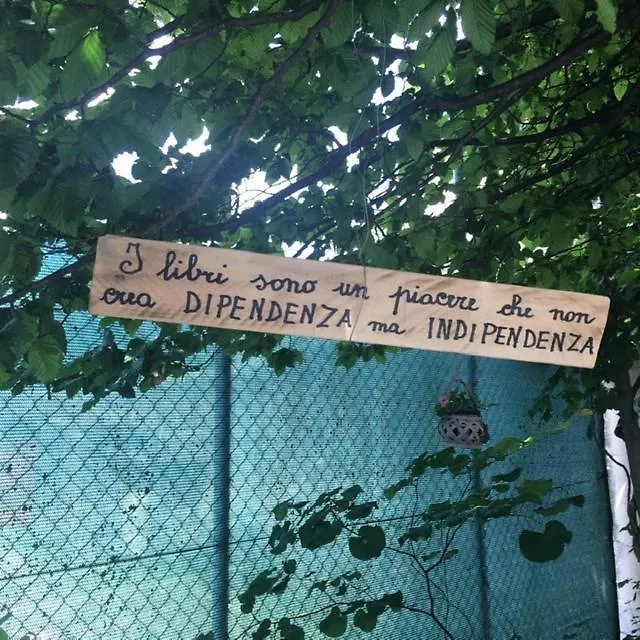 I libri sono un piacere che non
crea DIPENDENZA ma INDIPENDENZA